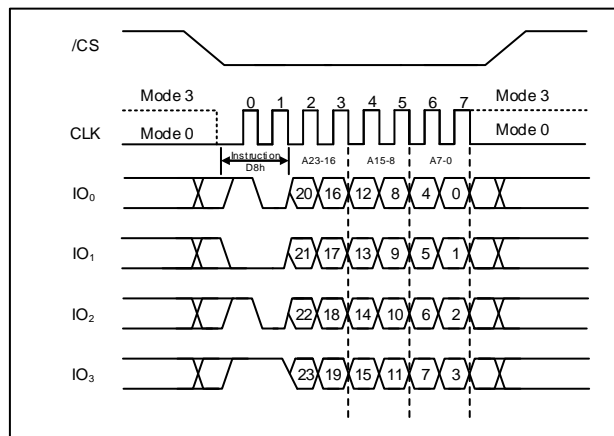 /CS
Mode 3 0 1 2 3 4 5 6 7 Mode 3
CLK Mode 0 Mode 0
Instruction D8h A23-16 A15-8 A7-0
IO₀ 20 16 12 8 4 0
IO₁ 21 17 13 9 5 1
IO₂ 22 18 14 10 6 2
IO₃ 23 19 15 11 7 3